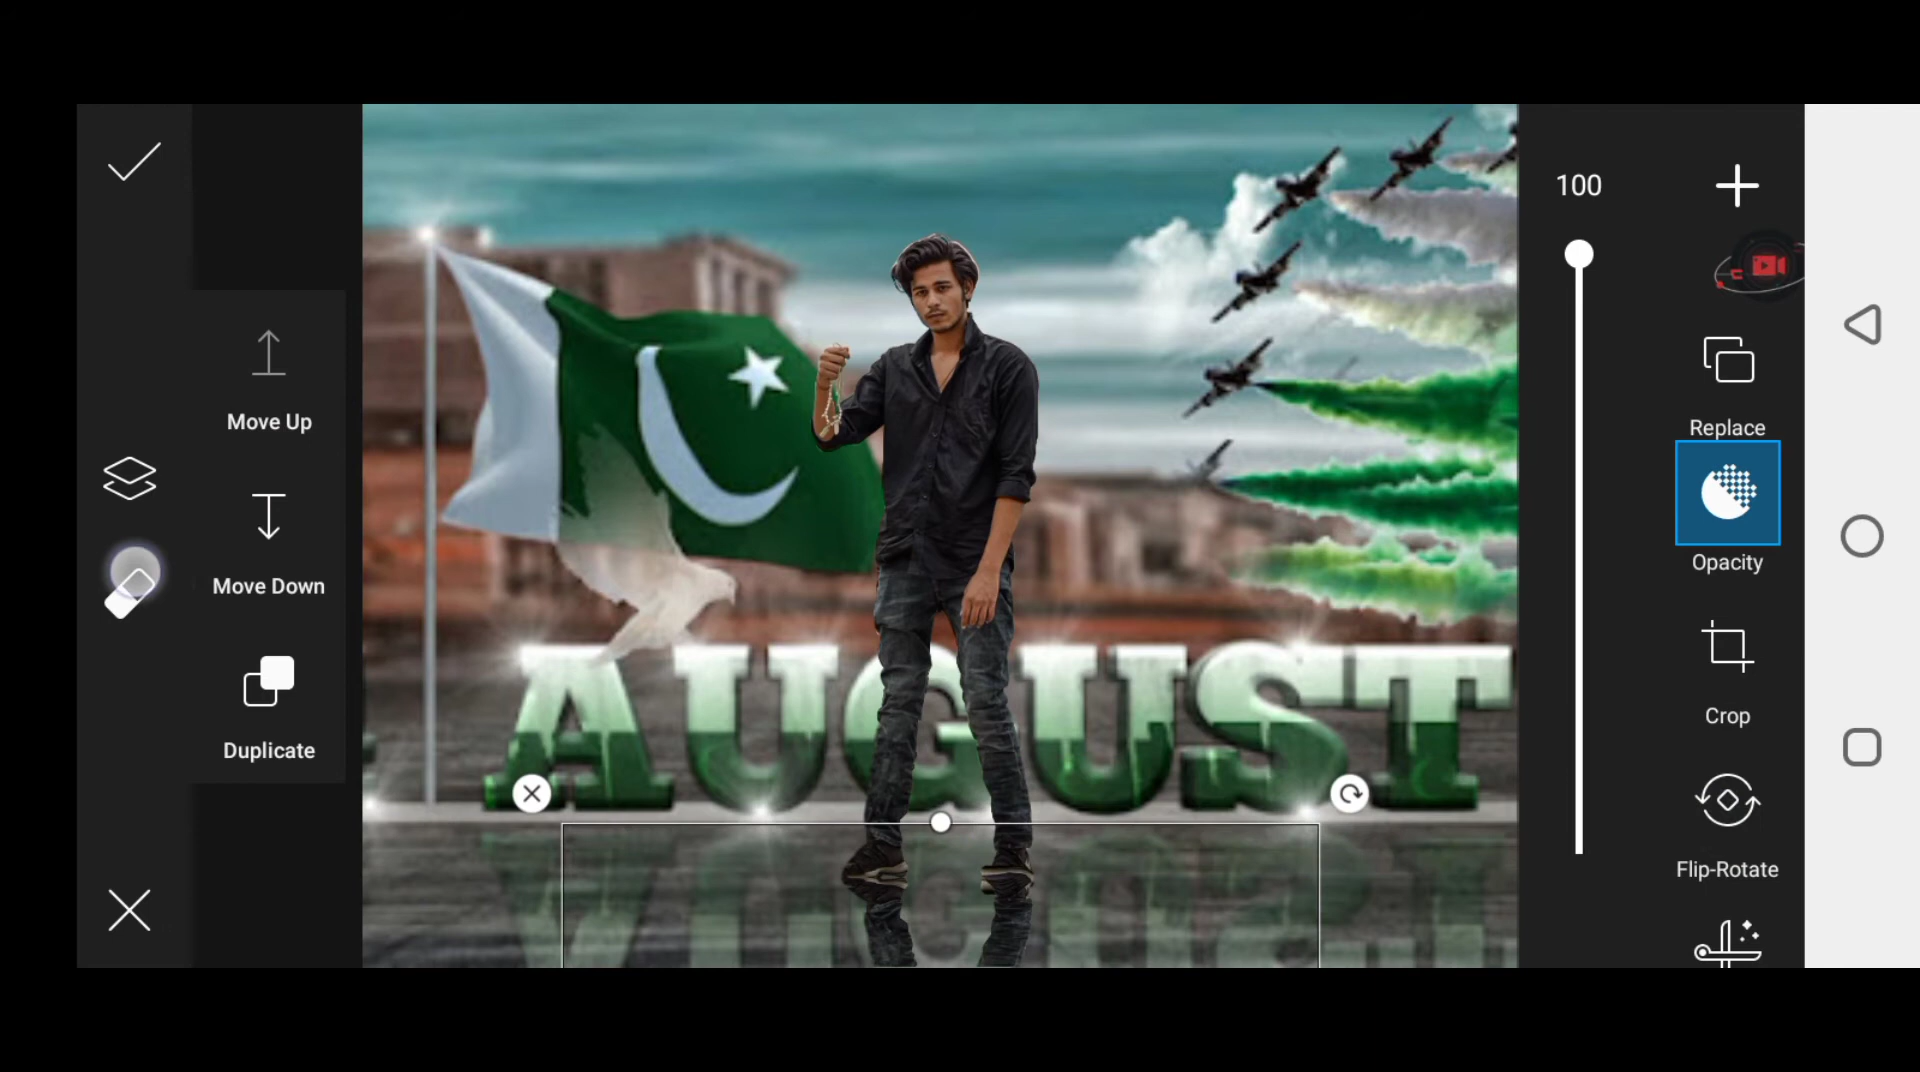 100
Move Up
Replace
Opacity
Move Down
AUGUST
Crop
Duplicate
Flip-Rotate